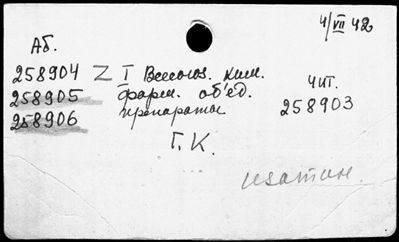 4/VII 42
Аб.
258904 Z I Всесоюз. хим.
258905 фарм. об'ед. чит.
258906 препараты 258903
Г.К.
изатин.